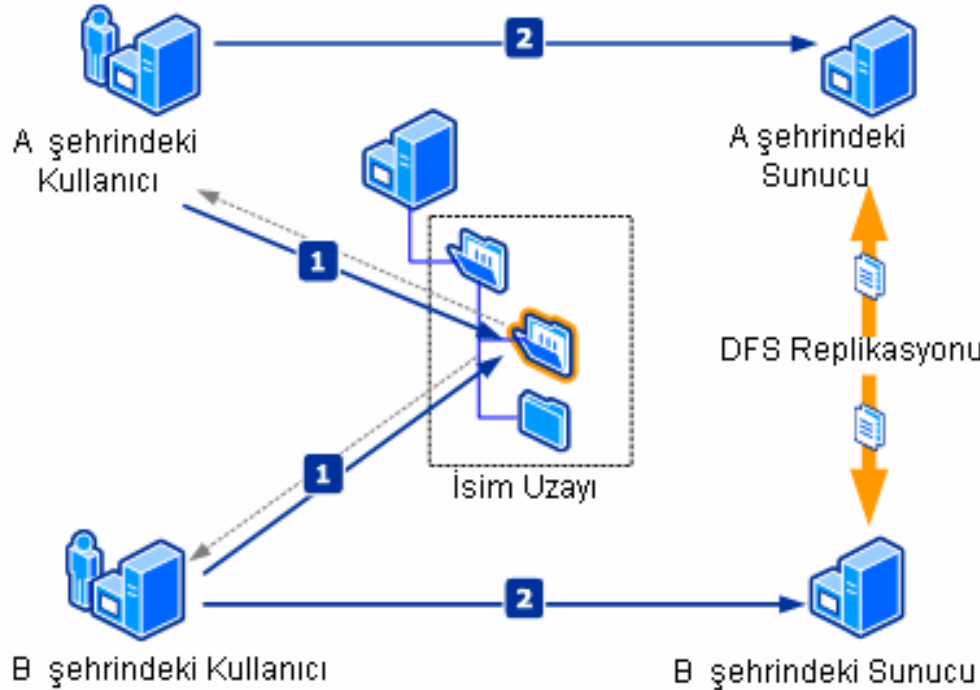 2
A şehrindeki
Kullanıcı
A şehrindeki
Sunucu
1
DFS Replikasyonu
1
İsim Uzayı
2
B şehrindeki Kullanıcı
B şehrindeki Sunucu